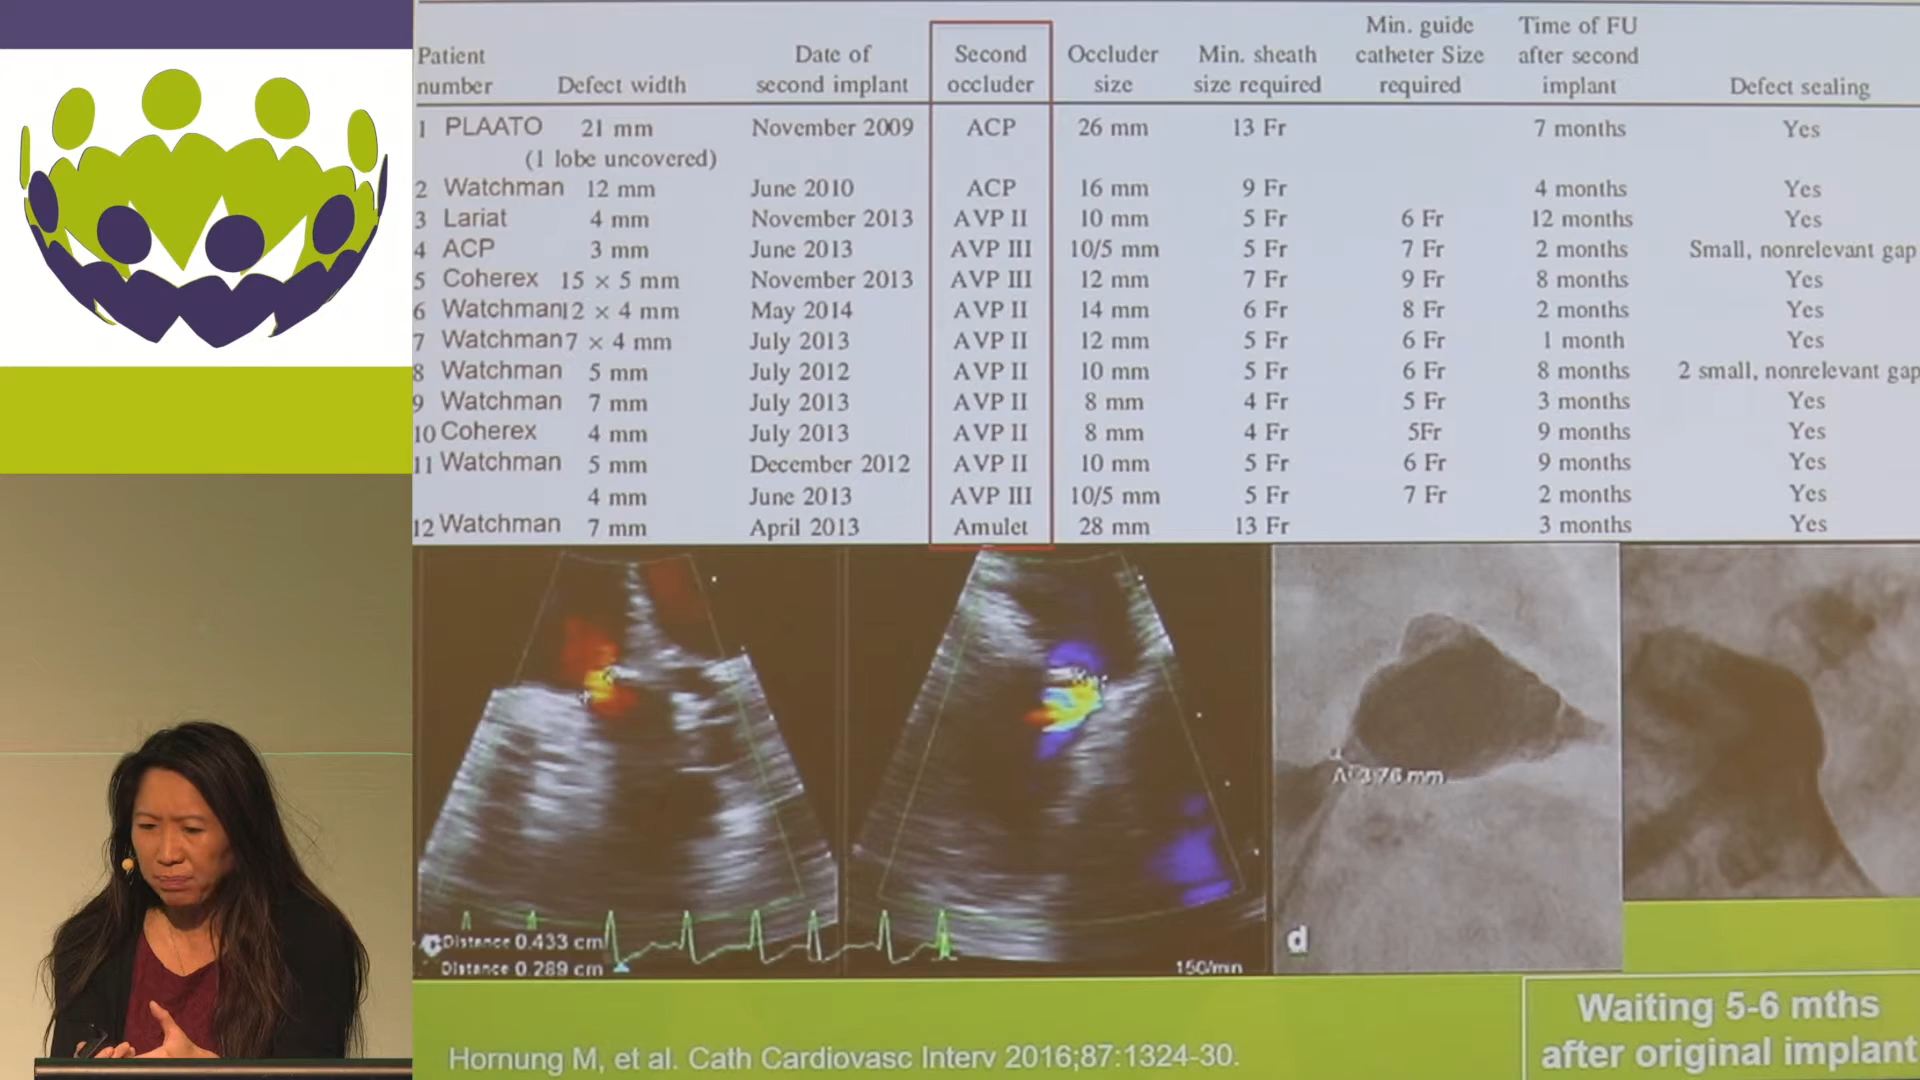 Patient number Defect width Date of second implant Second occluder Occluder size Min. sheath size required Min. guide catheter Size required Time of FU after second implant Defect sealing
1 PLAATO 21 mm November 2009 ACP 26 mm 13 Fr 7 months Yes
(1 lobe uncovered)
2 Watchman 12 mm June 2010 ACP 16 mm 9 Fr 4 months Yes
3 Lariat 4 mm November 2013 AVP II 10 mm 5 Fr 6 Fr 12 months Yes
4 ACP 3 mm June 2013 AVP III 10/5 mm 5 Fr 7 Fr 2 months Small, nonrelevant gap
5 Coherex 15 × 5 mm November 2013 AVP III 12 mm 7 Fr 9 Fr 8 months Yes
6 Watchman 12 × 4 mm May 2014 AVP II 14 mm 6 Fr 8 Fr 2 months Yes
7 Watchman 7 × 4 mm July 2013 AVP II 12 mm 5 Fr 6 Fr 1 month Yes
8 Watchman 5 mm July 2012 AVP II 10 mm 5 Fr 6 Fr 8 months 2 small, nonrelevant gap
9 Watchman 7 mm July 2013 AVP II 8 mm 4 Fr 5 Fr 3 months Yes
10 Coherex 4 mm July 2013 AVP II 8 mm 4 Fr 5Fr 9 months Yes
11 Watchman 5 mm December 2012 AVP II 10 mm 5 Fr 6 Fr 9 months Yes
4 mm June 2013 AVP III 10/5 mm 5 Fr 7 Fr 2 months Yes
12 Watchman 7 mm April 2013 Amulet 28 mm 13 Fr 3 months Yes
3.76 mm
Distance 0.433 cm
Distance 0.289 cm
150/min
d
Waiting 5-6 mths
after original implant
Hornung M, et al. Cath Cardiovasc Interv 2016;87:1324-30.